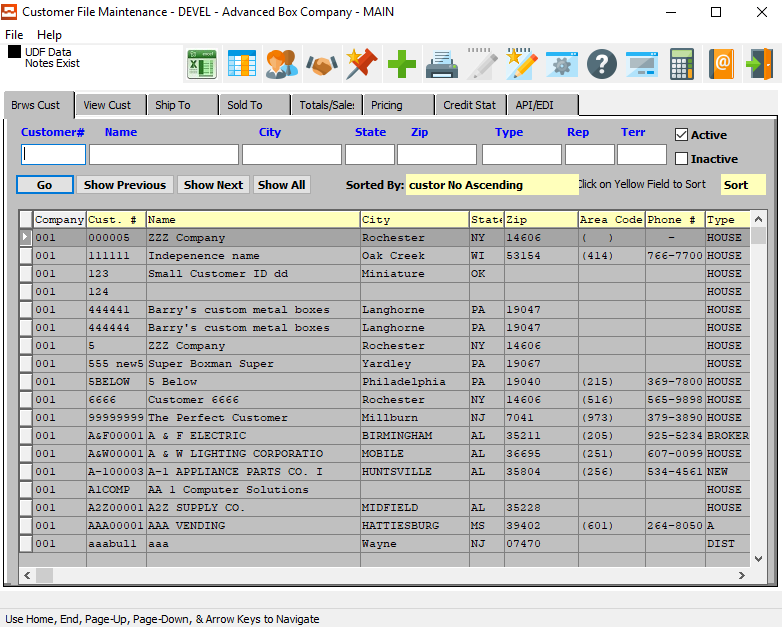 Customer File Maintenance - DEVEL - Advanced Box Company - MAIN
File Help
UDF Data
Notes Exist
Brws Cust View Cust Ship To Sold To Totals/Sales Pricing Credit Stat API/EDI
Customer# Name City State Zip Type Rep Terr Active
Inactive
Go Show Previous Show Next Show All Sorted By: custor No Ascending Click on Yellow Field to Sort Sort
Company Cust. # Name City State Zip Area Code Phone # Type
001 000005 ZZZ Company Rochester NY 14606 ( ) - HOUSE
001 111111 Indepenence name Oak Creek WI 53154 (414) 766-7700 HOUSE
001 123 Small Customer ID dd Miniature OK HOUSE
001 124 HOUSE
001 444441 Barry's custom metal boxes Langhorne PA 19047 HOUSE
001 444444 Barry's custom metal boxes Langhorne PA 19047 HOUSE
001 5 ZZZ Company Rochester NY 14606 HOUSE
001 555 new5 Super Boxman Super Yardley PA 19067 HOUSE
001 5BELOW 5 Below Philadelphia PA 19040 (215) 369-7800 HOUSE
001 6666 Customer 6666 Rochester NY 14606 (516) 565-9898 HOUSE
001 99999999 The Perfect Customer Millburn NJ 7041 (973) 379-3890 HOUSE
001 A&F00001 A & F ELECTRIC BIRMINGHAM AL 35211 (205) 925-5234 BROKER
001 A&W00001 A & W LIGHTING CORPORATIO MOBILE AL 36695 (251) 607-0099 HOUSE
001 A-100003 A-1 APPLIANCE PARTS CO. I HUNTSVILLE AL 35804 (256) 534-4561 NEW
001 A1COMP AA 1 Computer Solutions HOUSE
001 A2Z00001 A2Z SUPPLY CO. MIDFIELD AL 35228 HOUSE
001 AAA00001 AAA VENDING HATTIESBURG MS 39402 (601) 264-8050 A
001 aaabull aaa Wayne NJ 07470 DIST
Use Home, End, Page-Up, Page-Down, & Arrow Keys to Navigate